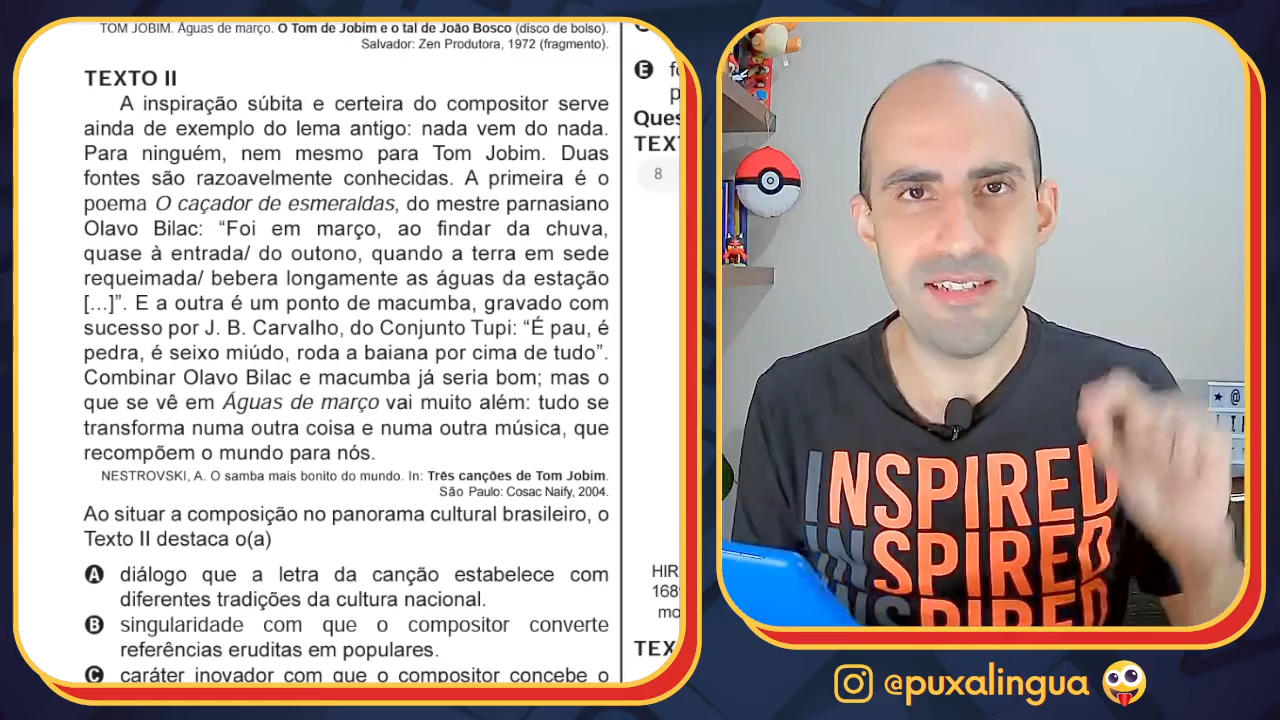 TOM JOBIM. Águas de março. O Tom de Jobim e o tal de João Bosco (disco de bolso).
Salvador: Zen Produtora, 1972 (fragmento).
TEXTO II
A inspiração súbita e certeira do compositor serve
ainda de exemplo do lema antigo: nada vem do nada.
Para ninguém, nem mesmo para Tom Jobim. Duas
fontes são razoavelmente conhecidas. A primeira é o
poema O caçador de esmeraldas, do mestre parnasiano
Olavo Bilac: “Foi em março, ao findar da chuva,
quase à entrada/ do outono, quando a terra em sede
requeimada/ bebera longamente as águas da estação
[...]”. E a outra é um ponto de macumba, gravado com
sucesso por J. B. Carvalho, do Conjunto Tupi: “É pau, é
pedra, é seixo miúdo, roda a baiana por cima de tudo”.
Combinar Olavo Bilac e macumba já seria bom; mas o
que se vê em Águas de março vai muito além: tudo se
transforma numa outra coisa e numa outra música, que
recompõem o mundo para nós.
NESTROVSKI, A. O samba mais bonito do mundo. In: Três canções de Tom Jobim.
São Paulo: Cosac Naify, 2004.
Ao situar a composição no panorama cultural brasileiro, o
Texto II destaca o(a)
A diálogo que a letra da canção estabelece com
diferentes tradições da cultura nacional.
B singularidade com que o compositor converte
referências eruditas em populares.
C caráter inovador com que o compositor concebe o
E
Ques
TEXT
8
HIR
168
mo
TEX
INSPIRED
INSPIRED
INSPIRED
@puxalingua